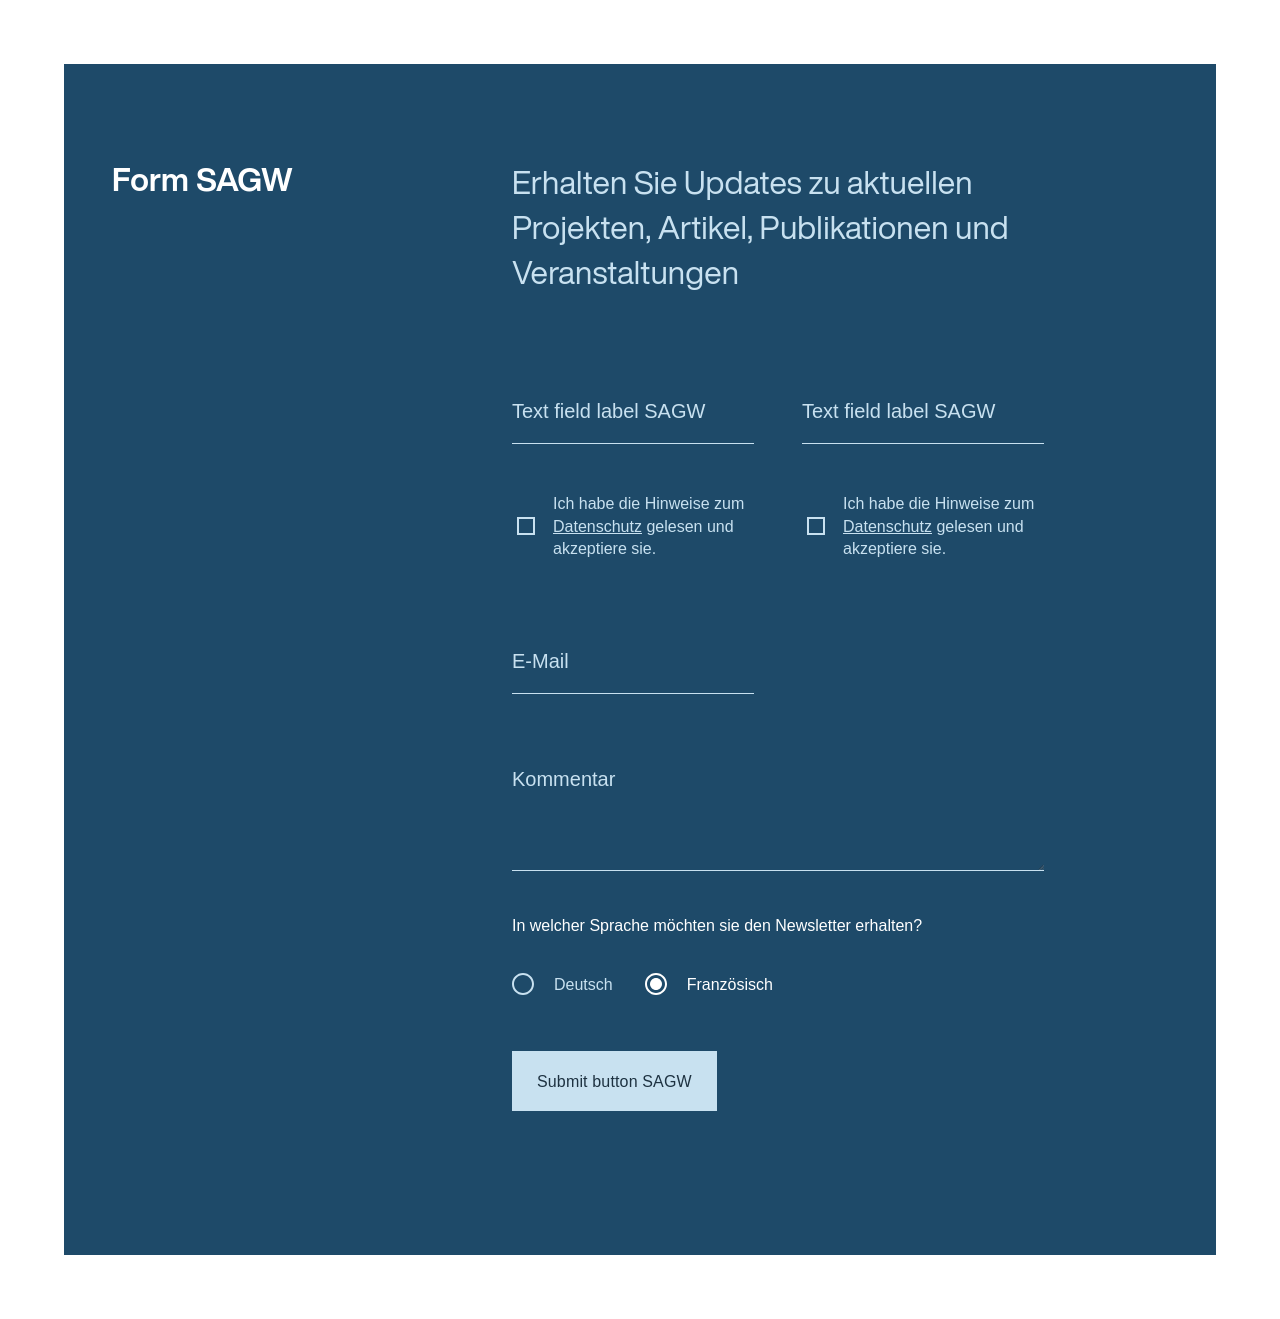 Form SAGW
Erhalten Sie Updates zu aktuellen
Projekten, Artikel, Publikationen und
Veranstaltungen
Text field label SAGW
Text field label SAGW
Ich habe die Hinweise zum
Datenschutz gelesen und
akzeptiere sie.
Ich habe die Hinweise zum
Datenschutz gelesen und
akzeptiere sie.
E-Mail
Kommentar
In welcher Sprache möchten sie den Newsletter erhalten?
Deutsch
Französisch
Submit button SAGW